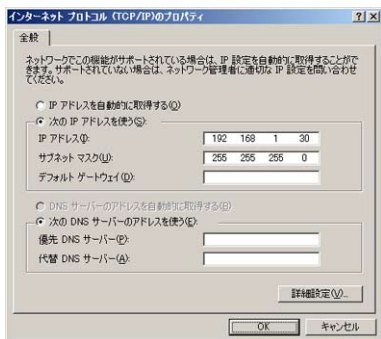 インターネット プロトコル (TCP/IP)のプロパティ
全般
ネットワークでこの機能がサポートされている場合は、IP 設定を自動的に取得することがで
きます。サポートされていない場合は、ネットワーク管理者に適切な IP 設定を問い合わせ
てください。
IP アドレスを自動的に取得する(O)
次の IP アドレスを使う(S):
IP アドレス(I): 192 168 1 30
サブネット マスク(U): 255 255 255 0
デフォルト ゲートウェイ(D):
DNS サーバーのアドレスを自動的に取得する(B)
次の DNS サーバーのアドレスを使う(E):
優先 DNS サーバー(P):
代替 DNS サーバー(A):
詳細設定(V)...
OK キャンセル